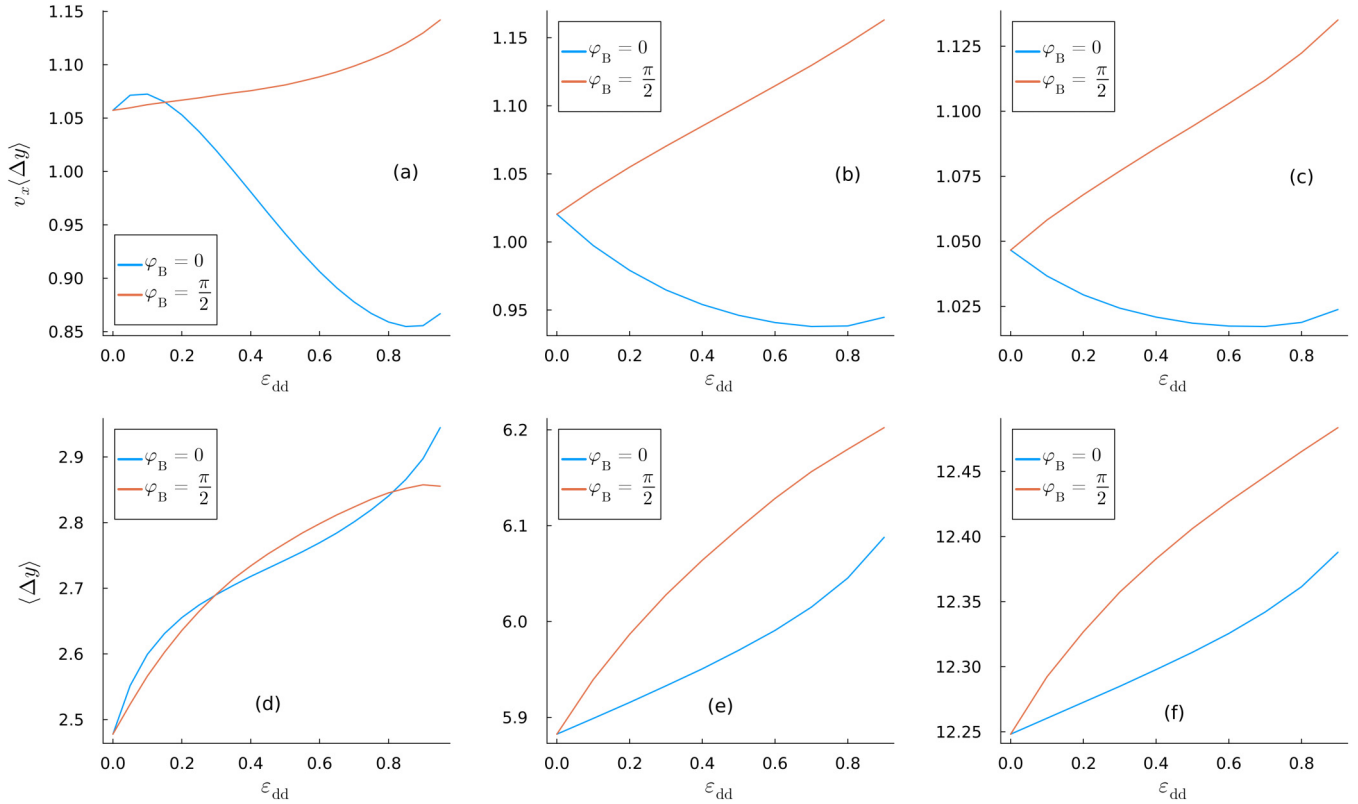 1.15
1.10
1.05
1.00
0.95
0.90
0.85
v_x⟨Δy⟩
φ_B = 0
φ_B = π/2
(a)
0.0 0.2 0.4 0.6 0.8
ε_dd
1.15
1.10
1.05
1.00
0.95
φ_B = 0
φ_B = π/2
(b)
0.0 0.2 0.4 0.6 0.8
ε_dd
1.125
1.100
1.075
1.050
1.025
φ_B = 0
φ_B = π/2
(c)
0.0 0.2 0.4 0.6 0.8
ε_dd
2.9
2.8
2.7
2.6
2.5
⟨Δy⟩
φ_B = 0
φ_B = π/2
(d)
0.0 0.2 0.4 0.6 0.8
ε_dd
6.2
6.1
6.0
5.9
φ_B = 0
φ_B = π/2
(e)
0.0 0.2 0.4 0.6 0.8
ε_dd
12.45
12.40
12.35
12.30
12.25
φ_B = 0
φ_B = π/2
(f)
0.0 0.2 0.4 0.6 0.8
ε_dd